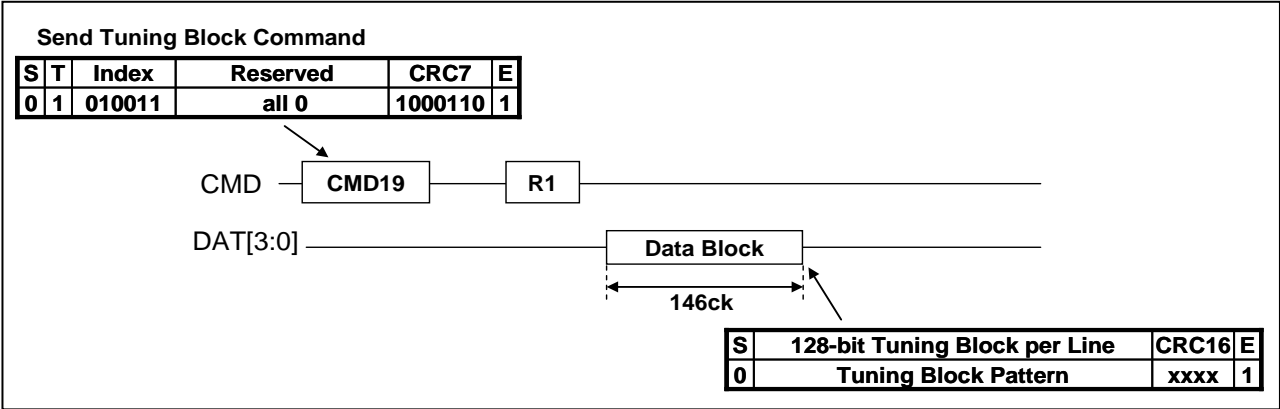 Send Tuning Block Command
S T Index Reserved CRC7 E
0 1 010011 all 0 1000110 1
CMD CMD19 R1
DAT[3:0] Data Block
146ck
S 128-bit Tuning Block per Line CRC16 E
0 Tuning Block Pattern xxxx 1